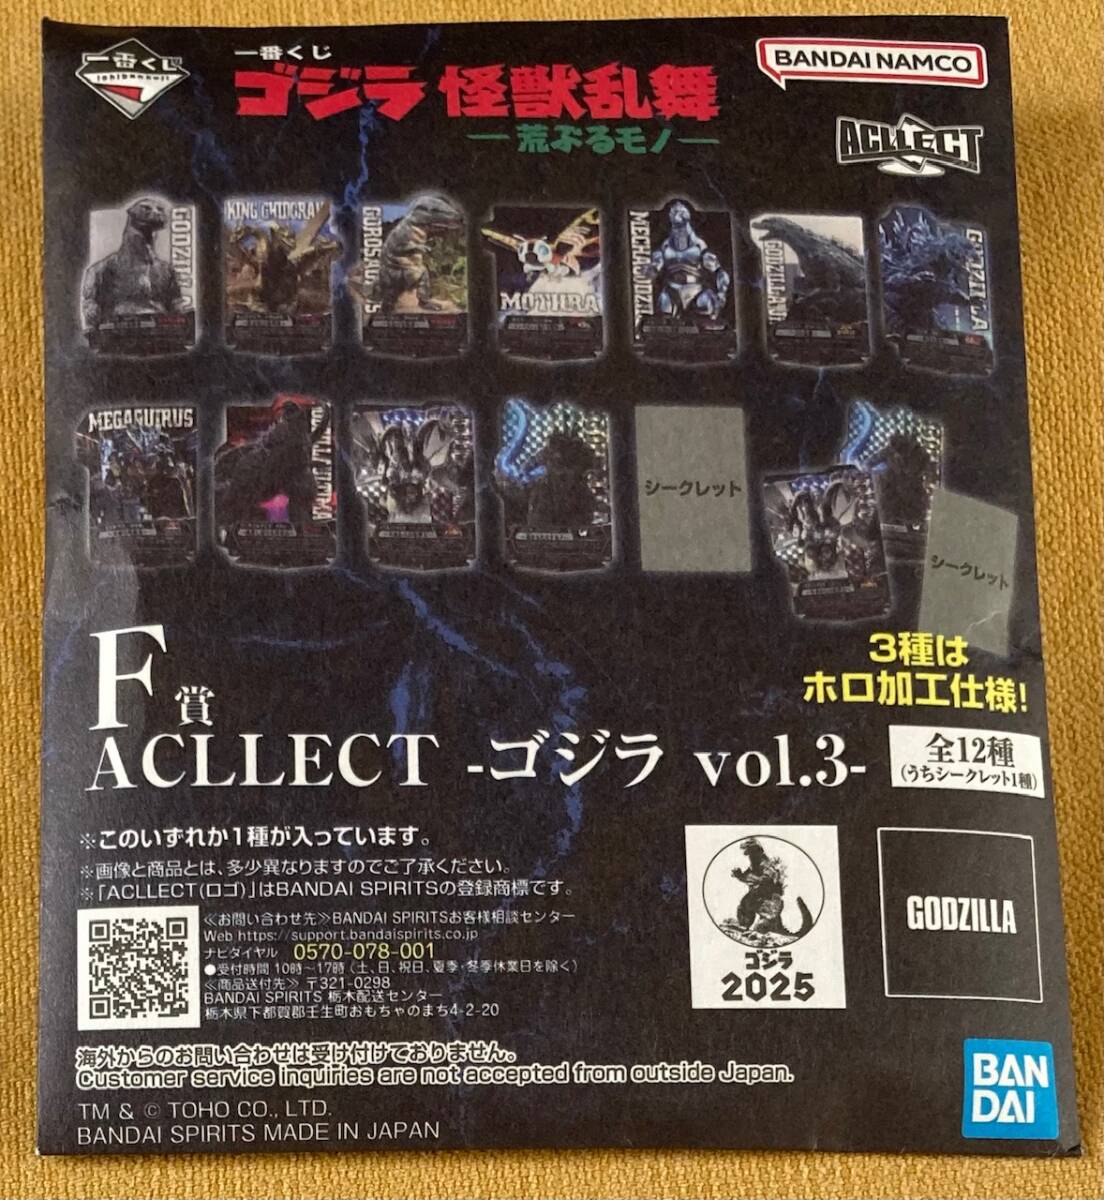 一番くじ
ichibankuji
一番くじ
ゴジラ 怪獣乱舞
―荒ぶるモノ―
BANDAI NAMCO
ACLLECT
GODZILLA
KING GHIDORAH
GOROSAURUS
MOTHRA
MECHAGODZILLA
GODZILLA
GODZILLA
MEGAGUIRUS
シークレット
シークレット
3種は
ホロ加工仕様!
F賞
ACLLECT -ゴジラ vol.3-
全12種
(うちシークレット1種)
※このいずれか1種が入っています。
※画像と商品とは、多少異なりますのでご了承ください。
※「ACLLECT(ロゴ)」はBANDAI SPIRITSの登録商標です。
≪お問い合わせ先≫BANDAI SPIRITSお客様相談センター
Web https://support.bandaispirits.co.jp
ナビダイヤル 0570-078-001
●受付時間 10時~17時 (土、日、祝日、夏季・冬季休業日を除く)
≪商品送付先≫ 〒321-0298
BANDAI SPIRITS 栃木配送センター
栃木県下都賀郡壬生町おもちゃのまち4-2-20
ゴジラ
2025
GODZILLA
海外からのお問い合わせは受け付けておりません。
Customer service inquiries are not accepted from outside Japan.
TM & © TOHO CO., LTD.
BANDAI SPIRITS MADE IN JAPAN
BAN
DAI